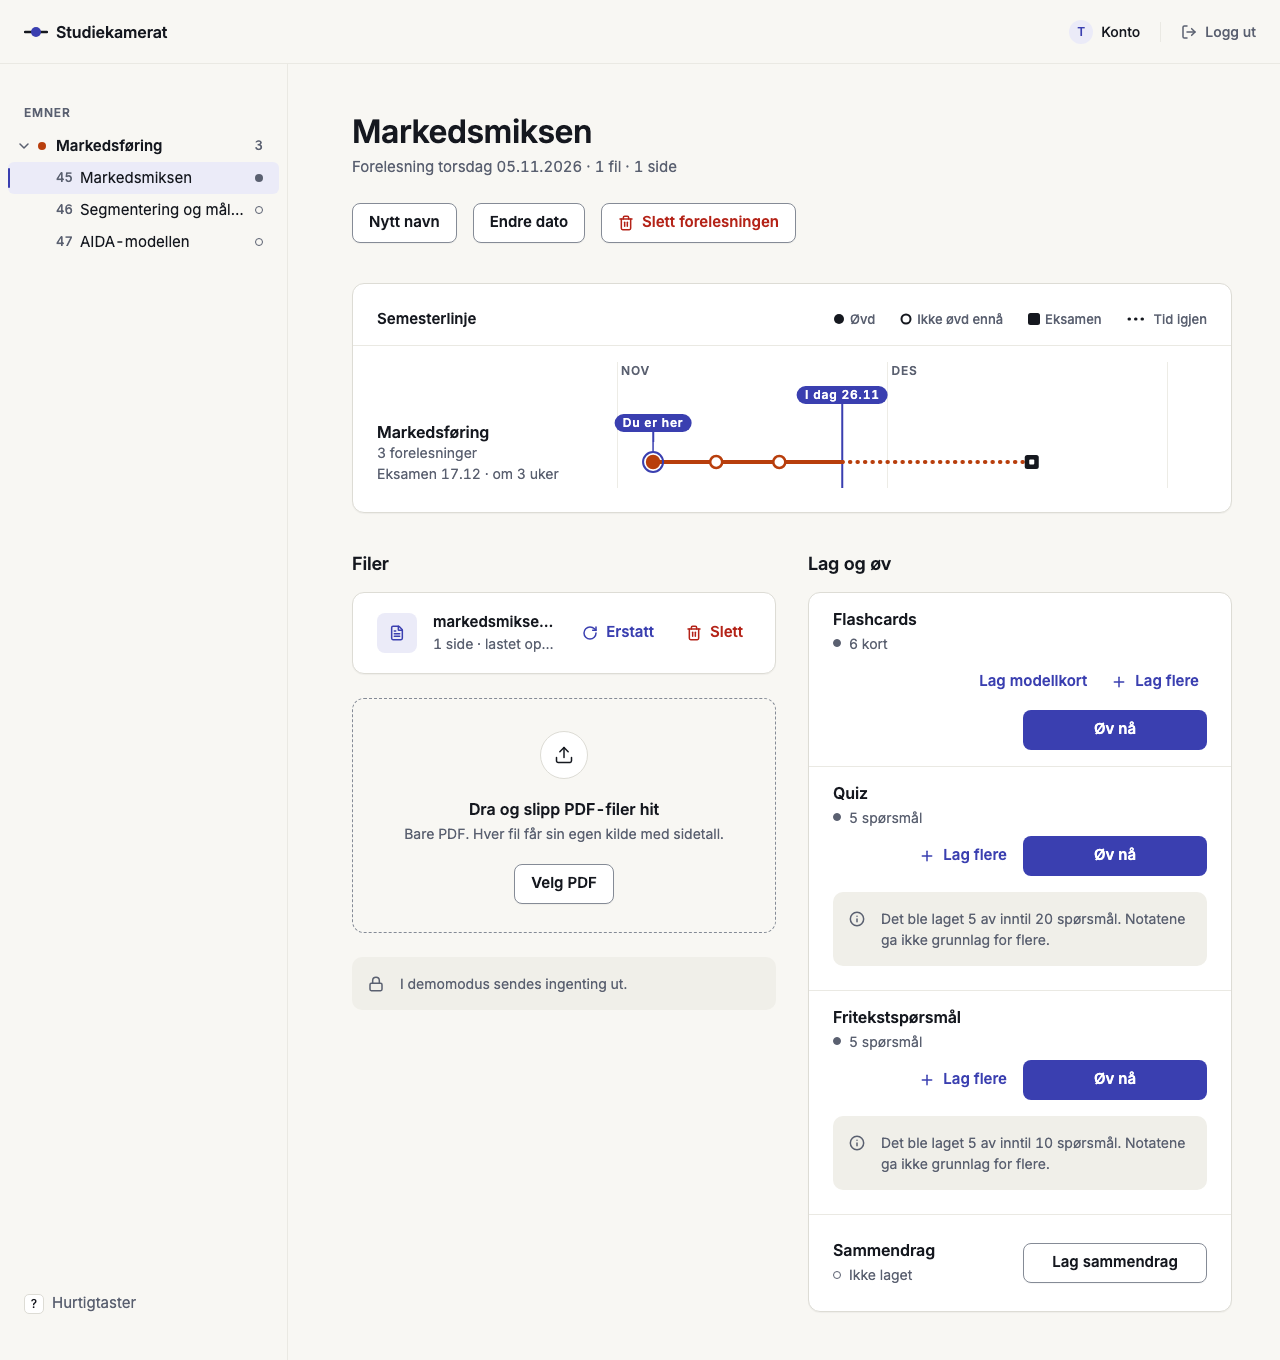 Studiekamerat
T Konto
Logg ut
EMNER
Markedsføring 3
45 Markedsmiksen
46 Segmentering og mål...
47 AIDA-modellen
? Hurtigtaster
Markedsmiksen
Forelesning torsdag 05.11.2026 · 1 fil · 1 side
Nytt navn
Endre dato
Slett forelesningen
Semesterlinje
Øvd
Ikke øvd ennå
Eksamen
Tid igjen
NOV
DES
I dag 26.11
Du er her
Markedsføring
3 forelesninger
Eksamen 17.12 · om 3 uker
Filer
markedsmikse...
1 side · lastet op...
Erstatt
Slett
Dra og slipp PDF-filer hit
Bare PDF. Hver fil får sin egen kilde med sidetall.
Velg PDF
I demomodus sendes ingenting ut.
Lag og øv
Flashcards
6 kort
Lag modellkort
Lag flere
Øv nå
Quiz
5 spørsmål
Lag flere
Øv nå
Det ble laget 5 av inntil 20 spørsmål. Notatene
ga ikke grunnlag for flere.
Fritekstspørsmål
5 spørsmål
Lag flere
Øv nå
Det ble laget 5 av inntil 10 spørsmål. Notatene
ga ikke grunnlag for flere.
Sammendrag
Ikke laget
Lag sammendrag